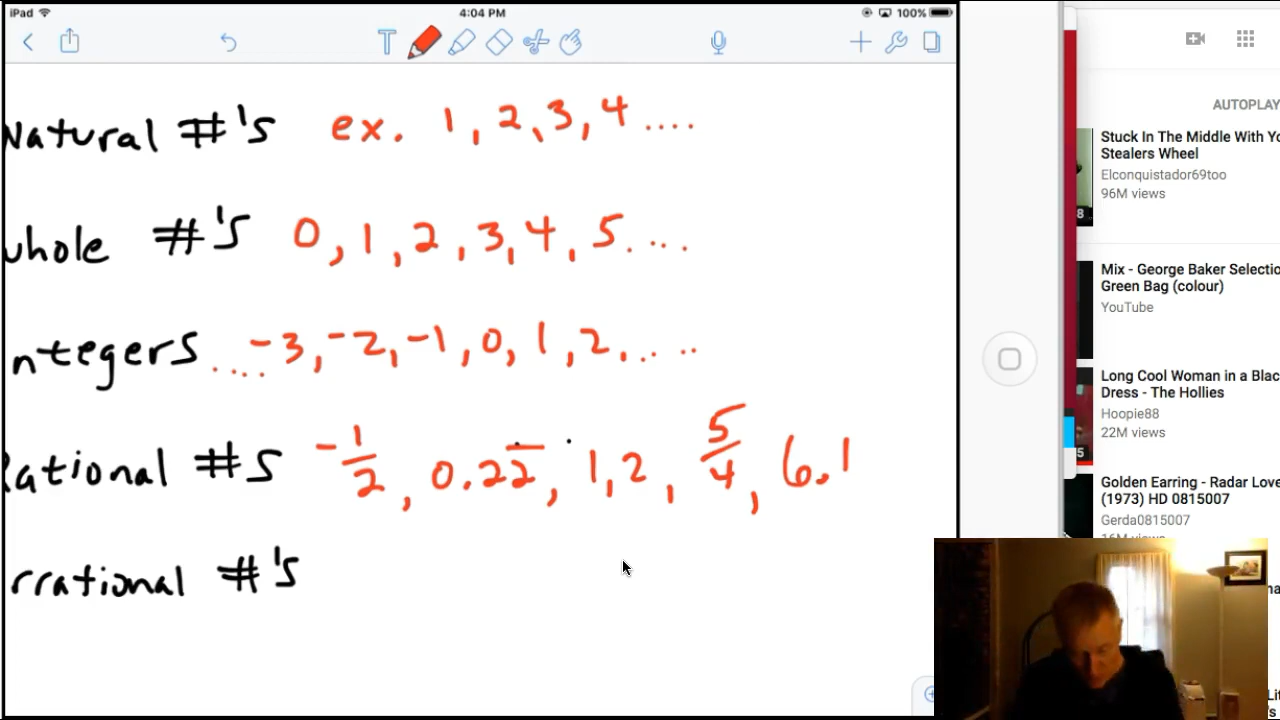 iPad 4:04 PM 100%
T
Natural #'s ex. 1, 2, 3, 4....
whole #'s 0, 1, 2, 3, 4, 5....
ntegers ....-3, -2, -1, 0, 1, 2, ....
Rational #s -1/2, 0.22̅, 1, 2, 5/4, 6.1
rrational #'s
AUTOPLAY
Stuck In The Middle With Yo
Stealers Wheel
Elconquistador69too
96M views
8
Mix - George Baker Selectio
Green Bag (colour)
YouTube
Long Cool Woman in a Blac
Dress - The Hollies
Hoopie88
22M views
5
Golden Earring - Radar Love
(1973) HD 0815007
Gerda0815007